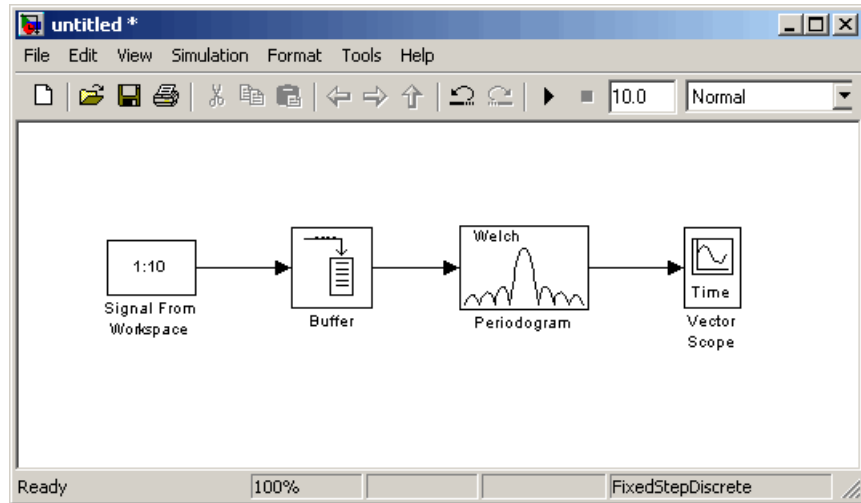 untitled *
File Edit View Simulation Format Tools Help
10.0 Normal
Welch
1:10
Time
Signal From
Workspace
Buffer
Periodogram
Vector
Scope
Ready 100% FixedStepDiscrete